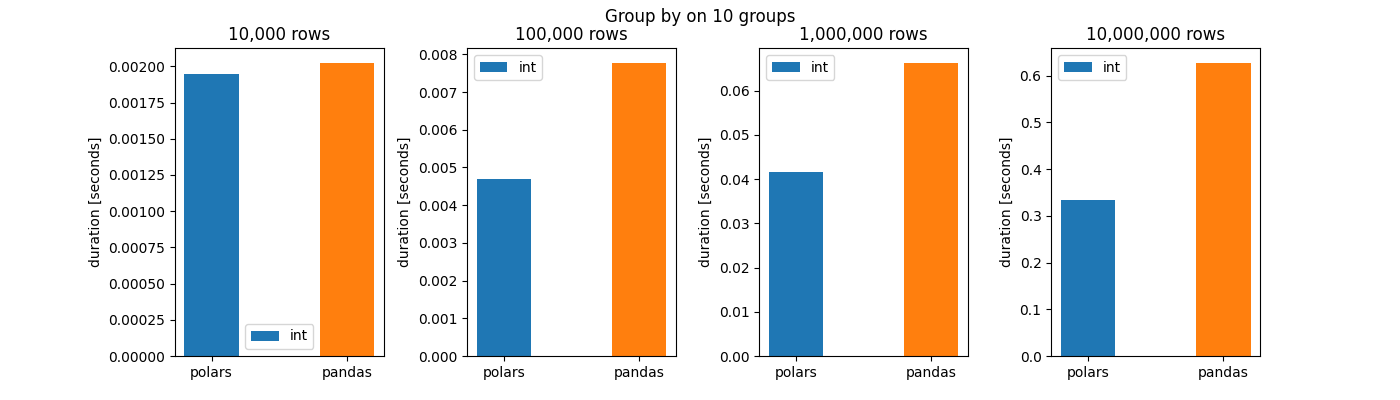 Group by on 10 groups
10,000 rows
duration [seconds]
0.00200
0.00175
0.00150
0.00125
0.00100
0.00075
0.00050
0.00025
0.00000
int
polars
pandas
100,000 rows
duration [seconds]
0.008
0.007
0.006
0.005
0.004
0.003
0.002
0.001
0.000
int
polars
pandas
1,000,000 rows
duration [seconds]
0.06
0.05
0.04
0.03
0.02
0.01
0.00
int
polars
pandas
10,000,000 rows
duration [seconds]
0.6
0.5
0.4
0.3
0.2
0.1
0.0
int
polars
pandas